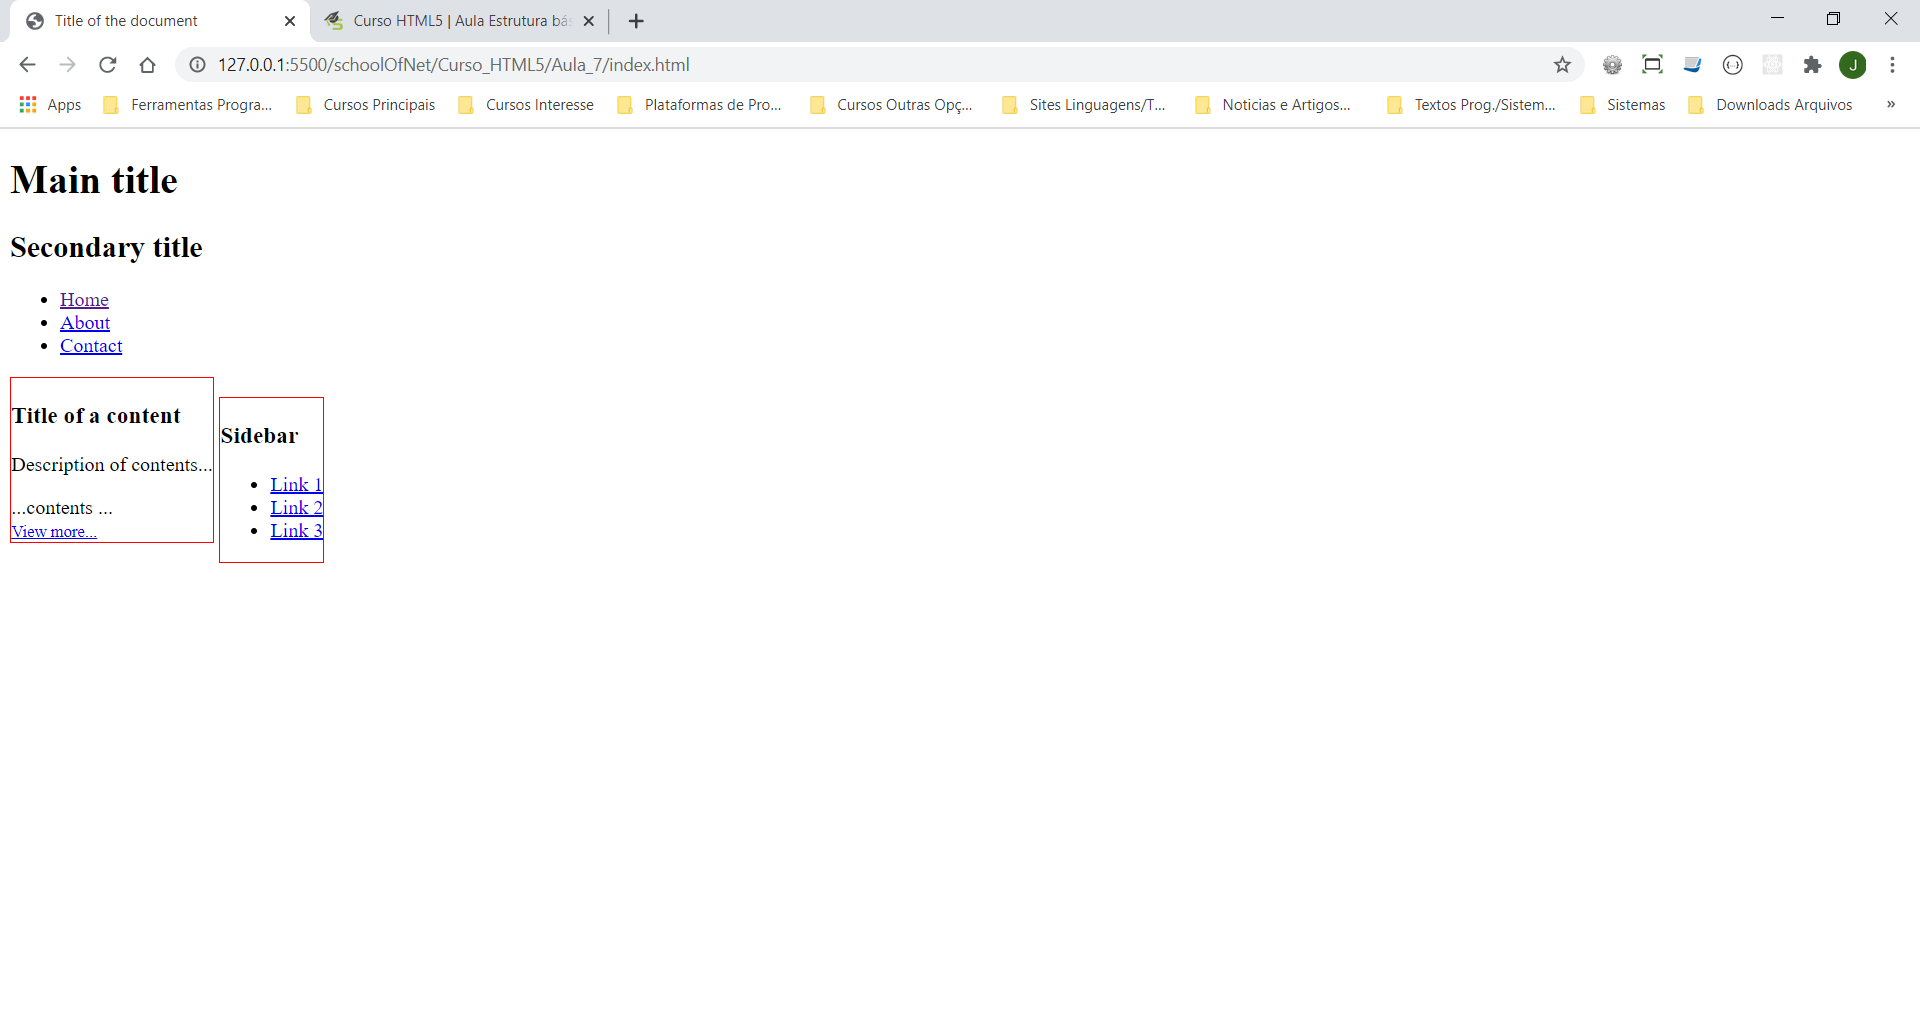 Title of the document
Curso HTML5 | Aula Estrutura bás
127.0.0.1:5500/schoolOfNet/Curso_HTML5/Aula_7/index.html
J
Apps
Ferramentas Progra...
Cursos Principais
Cursos Interesse
Plataformas de Pro...
Cursos Outras Opç...
Sites Linguagens/T...
Noticias e Artigos...
Textos Prog./Sistem...
Sistemas
Downloads Arquivos
»
Main title
Secondary title
Home
About
Contact
Title of a content
Description of contents...
...contents ...
View more...
Sidebar
Link 1
Link 2
Link 3